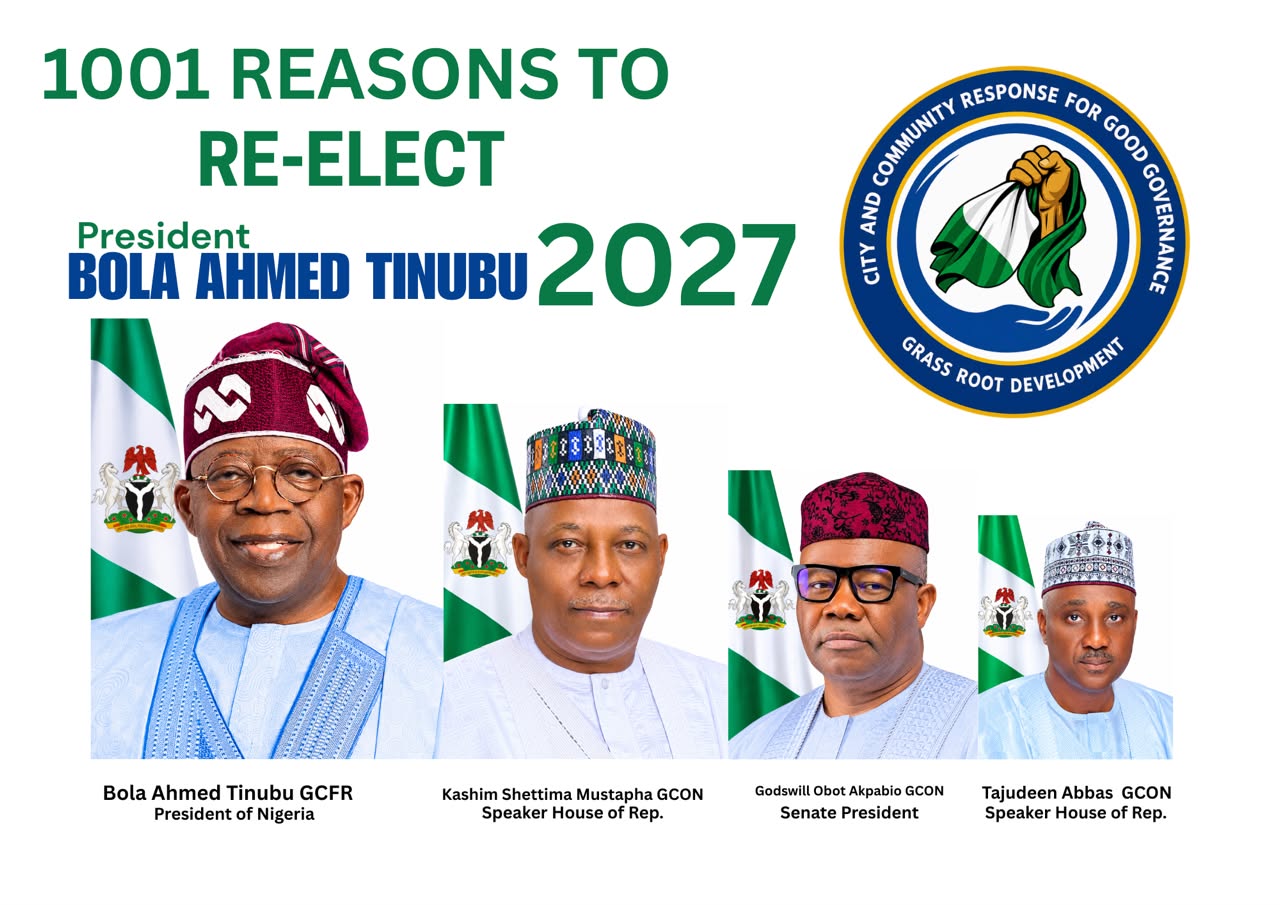 1001 REASONS TO
RE-ELECT
President
BOLA AHMED TINUBU 2027
CITY AND COMMUNITY RESPONSE FOR GOOD GOVERNANCE
GRASS ROOT DEVELOPMENT
Bola Ahmed Tinubu GCFR
President of Nigeria
Kashim Shettima Mustapha GCON
Speaker House of Rep.
Godswill Obot Akpabio GCON
Senate President
Tajudeen Abbas GCON
Speaker House of Rep.